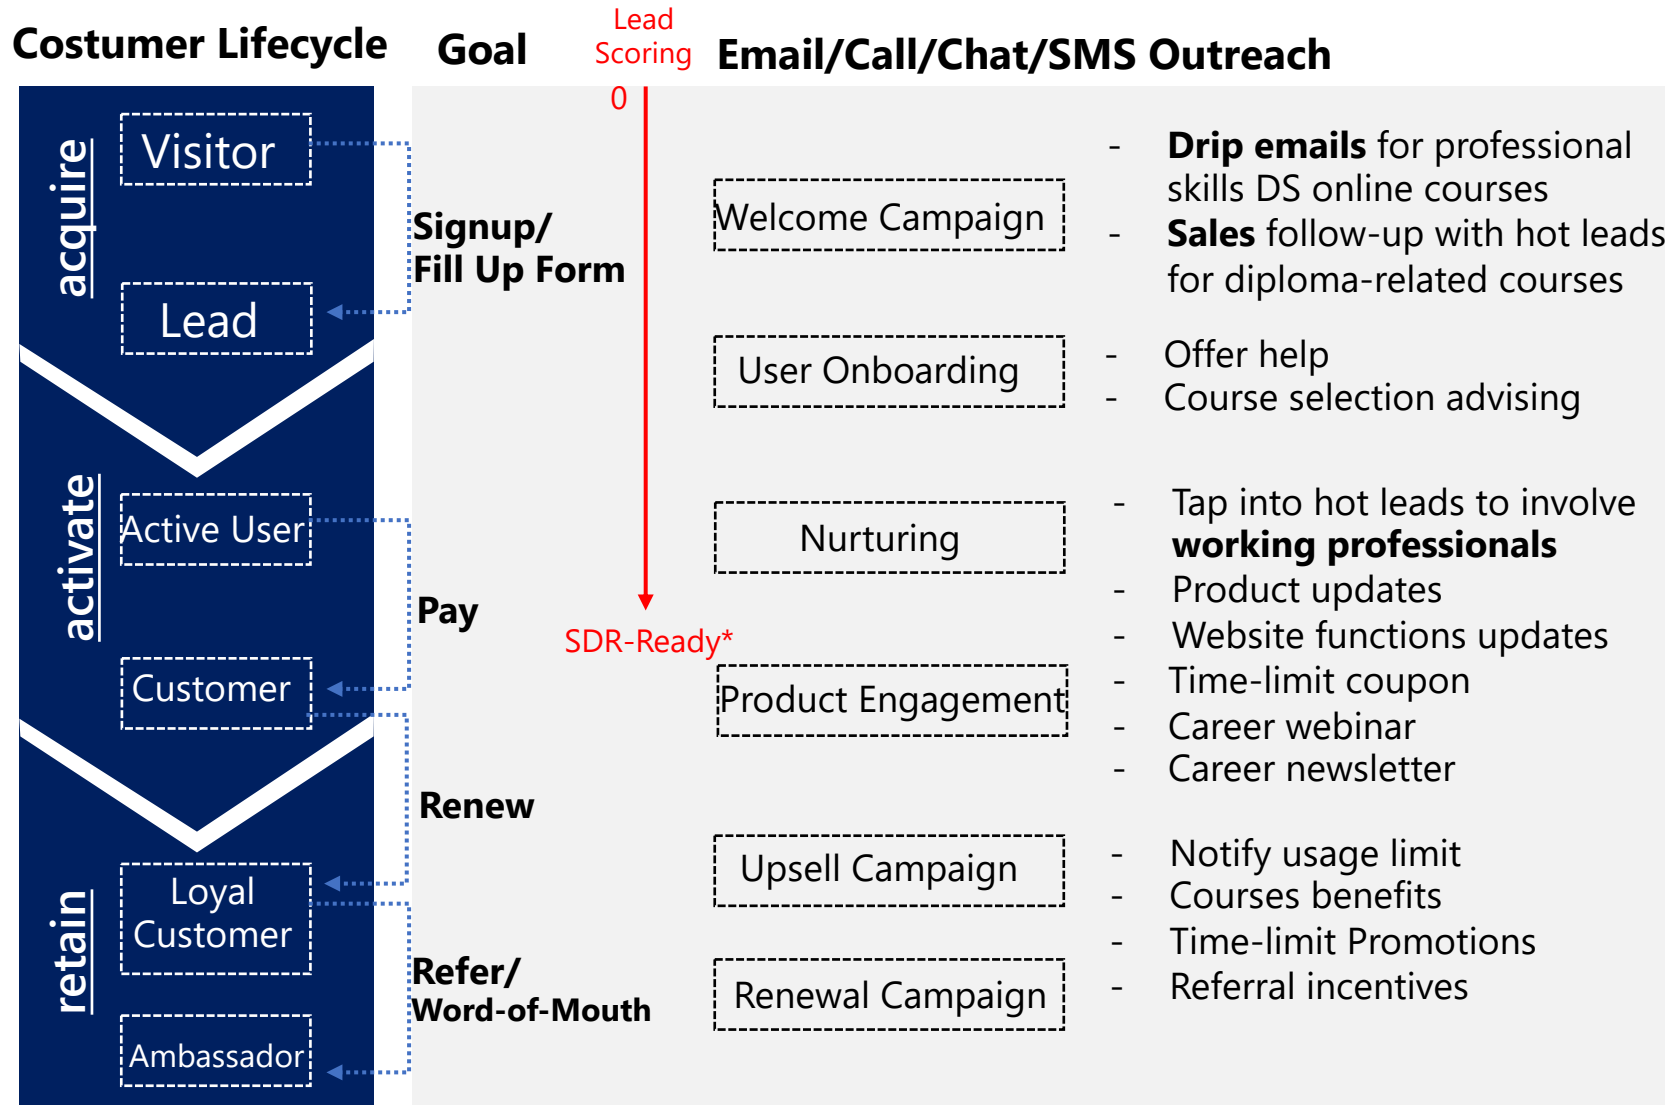 Costumer Lifecycle
Goal
Lead
Scoring
Email/Call/Chat/SMS Outreach
0
acquire
Visitor
Lead
Signup/
Fill Up Form
Welcome Campaign
- Drip emails for professional
skills DS online courses
- Sales follow-up with hot leads
for diploma-related courses
User Onboarding
- Offer help
- Course selection advising
activate
Active User
Customer
Pay
SDR-Ready*
Nurturing
- Tap into hot leads to involve
working professionals
- Product updates
- Website functions updates
Product Engagement
- Time-limit coupon
- Career webinar
- Career newsletter
Renew
retain
Loyal
Customer
Ambassador
Refer/
Word-of-Mouth
Upsell Campaign
- Notify usage limit
- Courses benefits
- Time-limit Promotions
- Referral incentives
Renewal Campaign